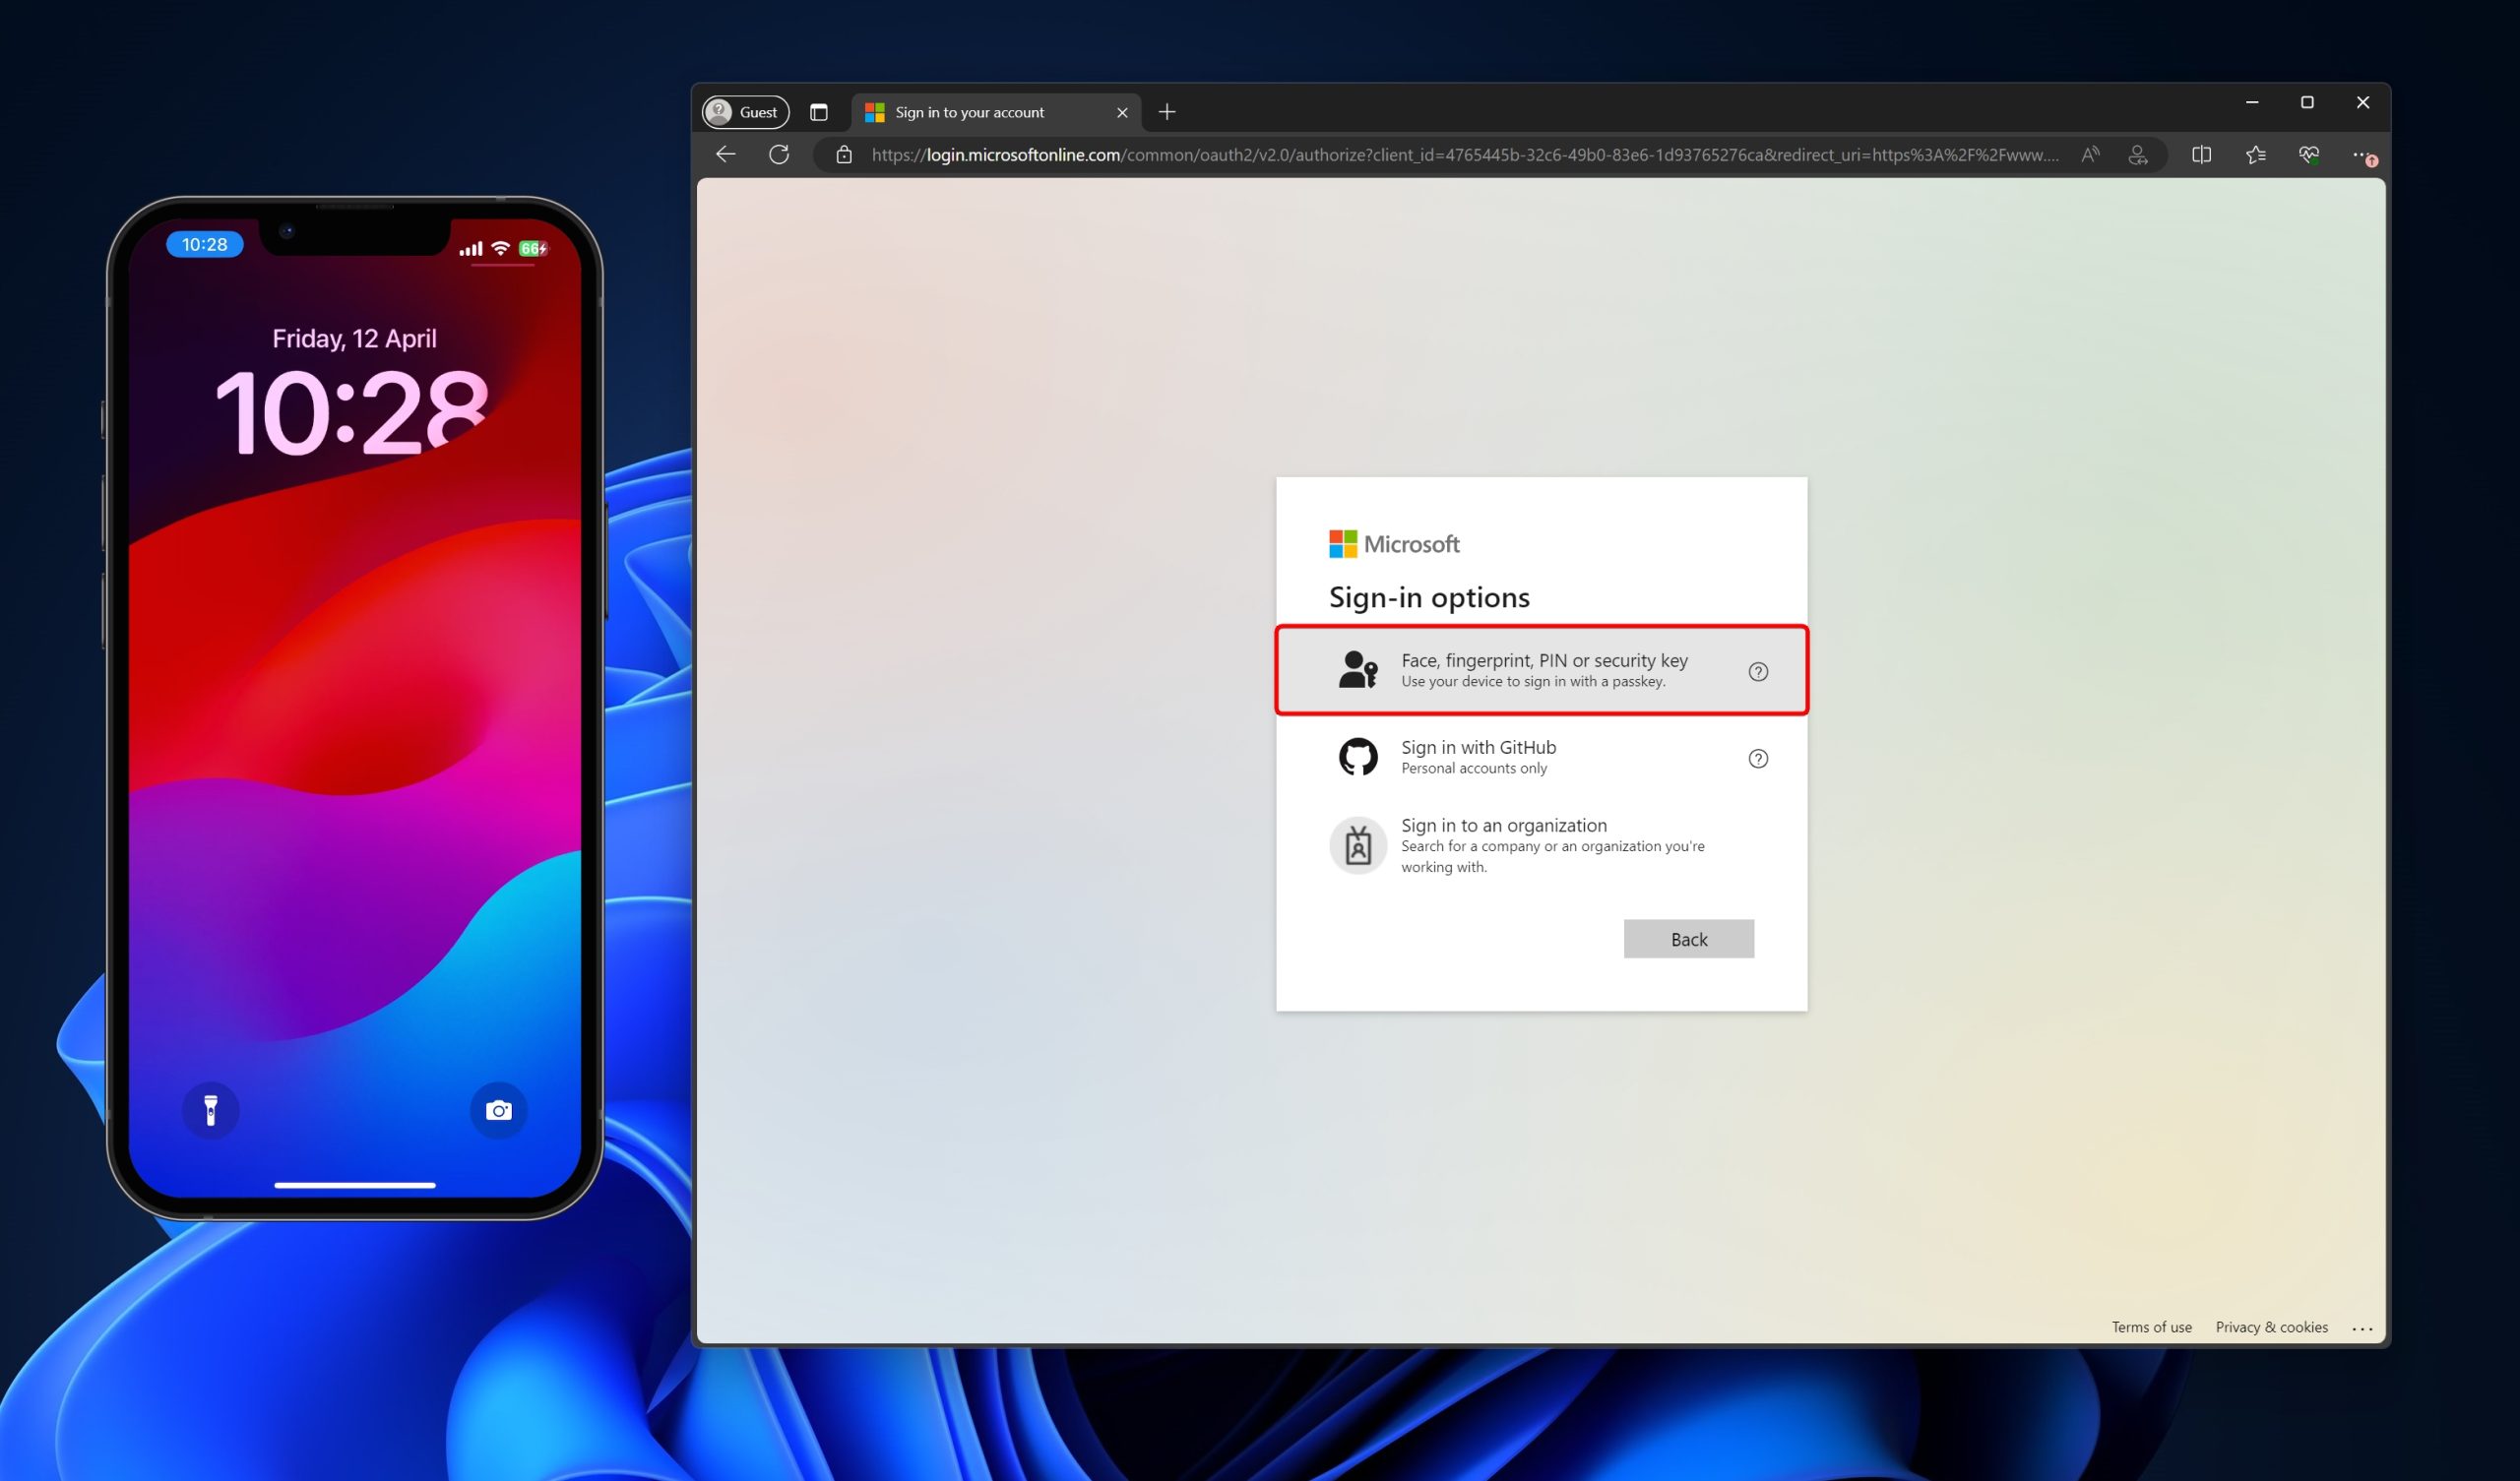 10:28
66
Friday, 12 April
10:28
Guest
Sign in to your account
https://login.microsoftonline.com/common/oauth2/v2.0/authorize?client_id=4765445b-32c6-49b0-83e6-1d93765276ca&redirect_uri=https%3A%2F%2Fwww....
Microsoft
Sign-in options
Face, fingerprint, PIN or security key
Use your device to sign in with a passkey.
Sign in with GitHub
Personal accounts only
Sign in to an organization
Search for a company or an organization you're
working with.
Back
Terms of use Privacy & cookies ...